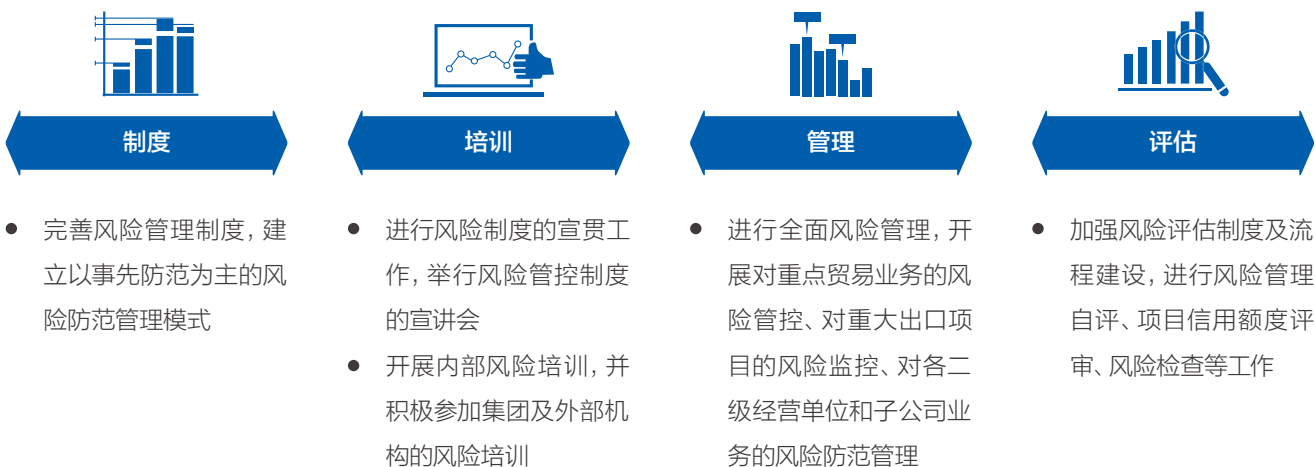 制度
完善风险管理制度，建
立以事先防范为主的风
险防范管理模式
培训
进行风险制度的宣贯工
作，举行风险管控制度
的宣讲会
开展内部风险培训，并
积极参加集团及外部机
构的风险培训
管理
进行全面风险管理，开
展对重点贸易业务的风
险管控、对重大出口项
目的风险监控、对各二
级经营单位和子公司业
务的风险防范管理
评估
加强风险评估制度及流
程建设，进行风险管理
自评、项目信用额度评
审、风险检查等工作